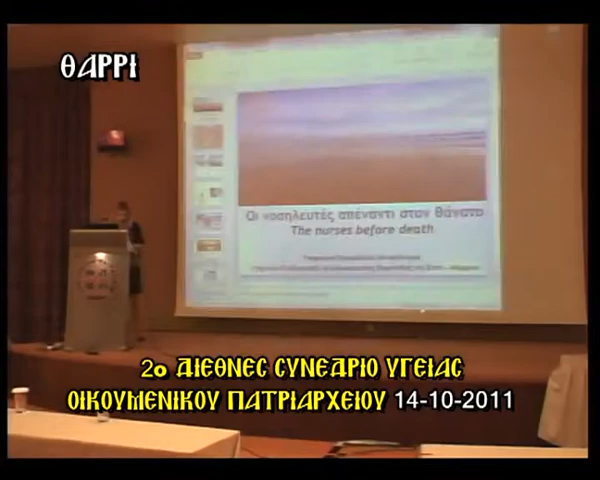 ΘΑΡΡΙ
Οι νοσηλευτές απέναντι στον θάνατο
The nurses before death
2ο ΔΙΕΘΝΕΣ ΣΥΝΕΔΡΙΟ ΥΓΕΙΑΣ
ΟΙΚΟΥΜΕΝΙΚΟΥ ΠΑΤΡΙΑΡΧΕΙΟΥ 14-10-2011